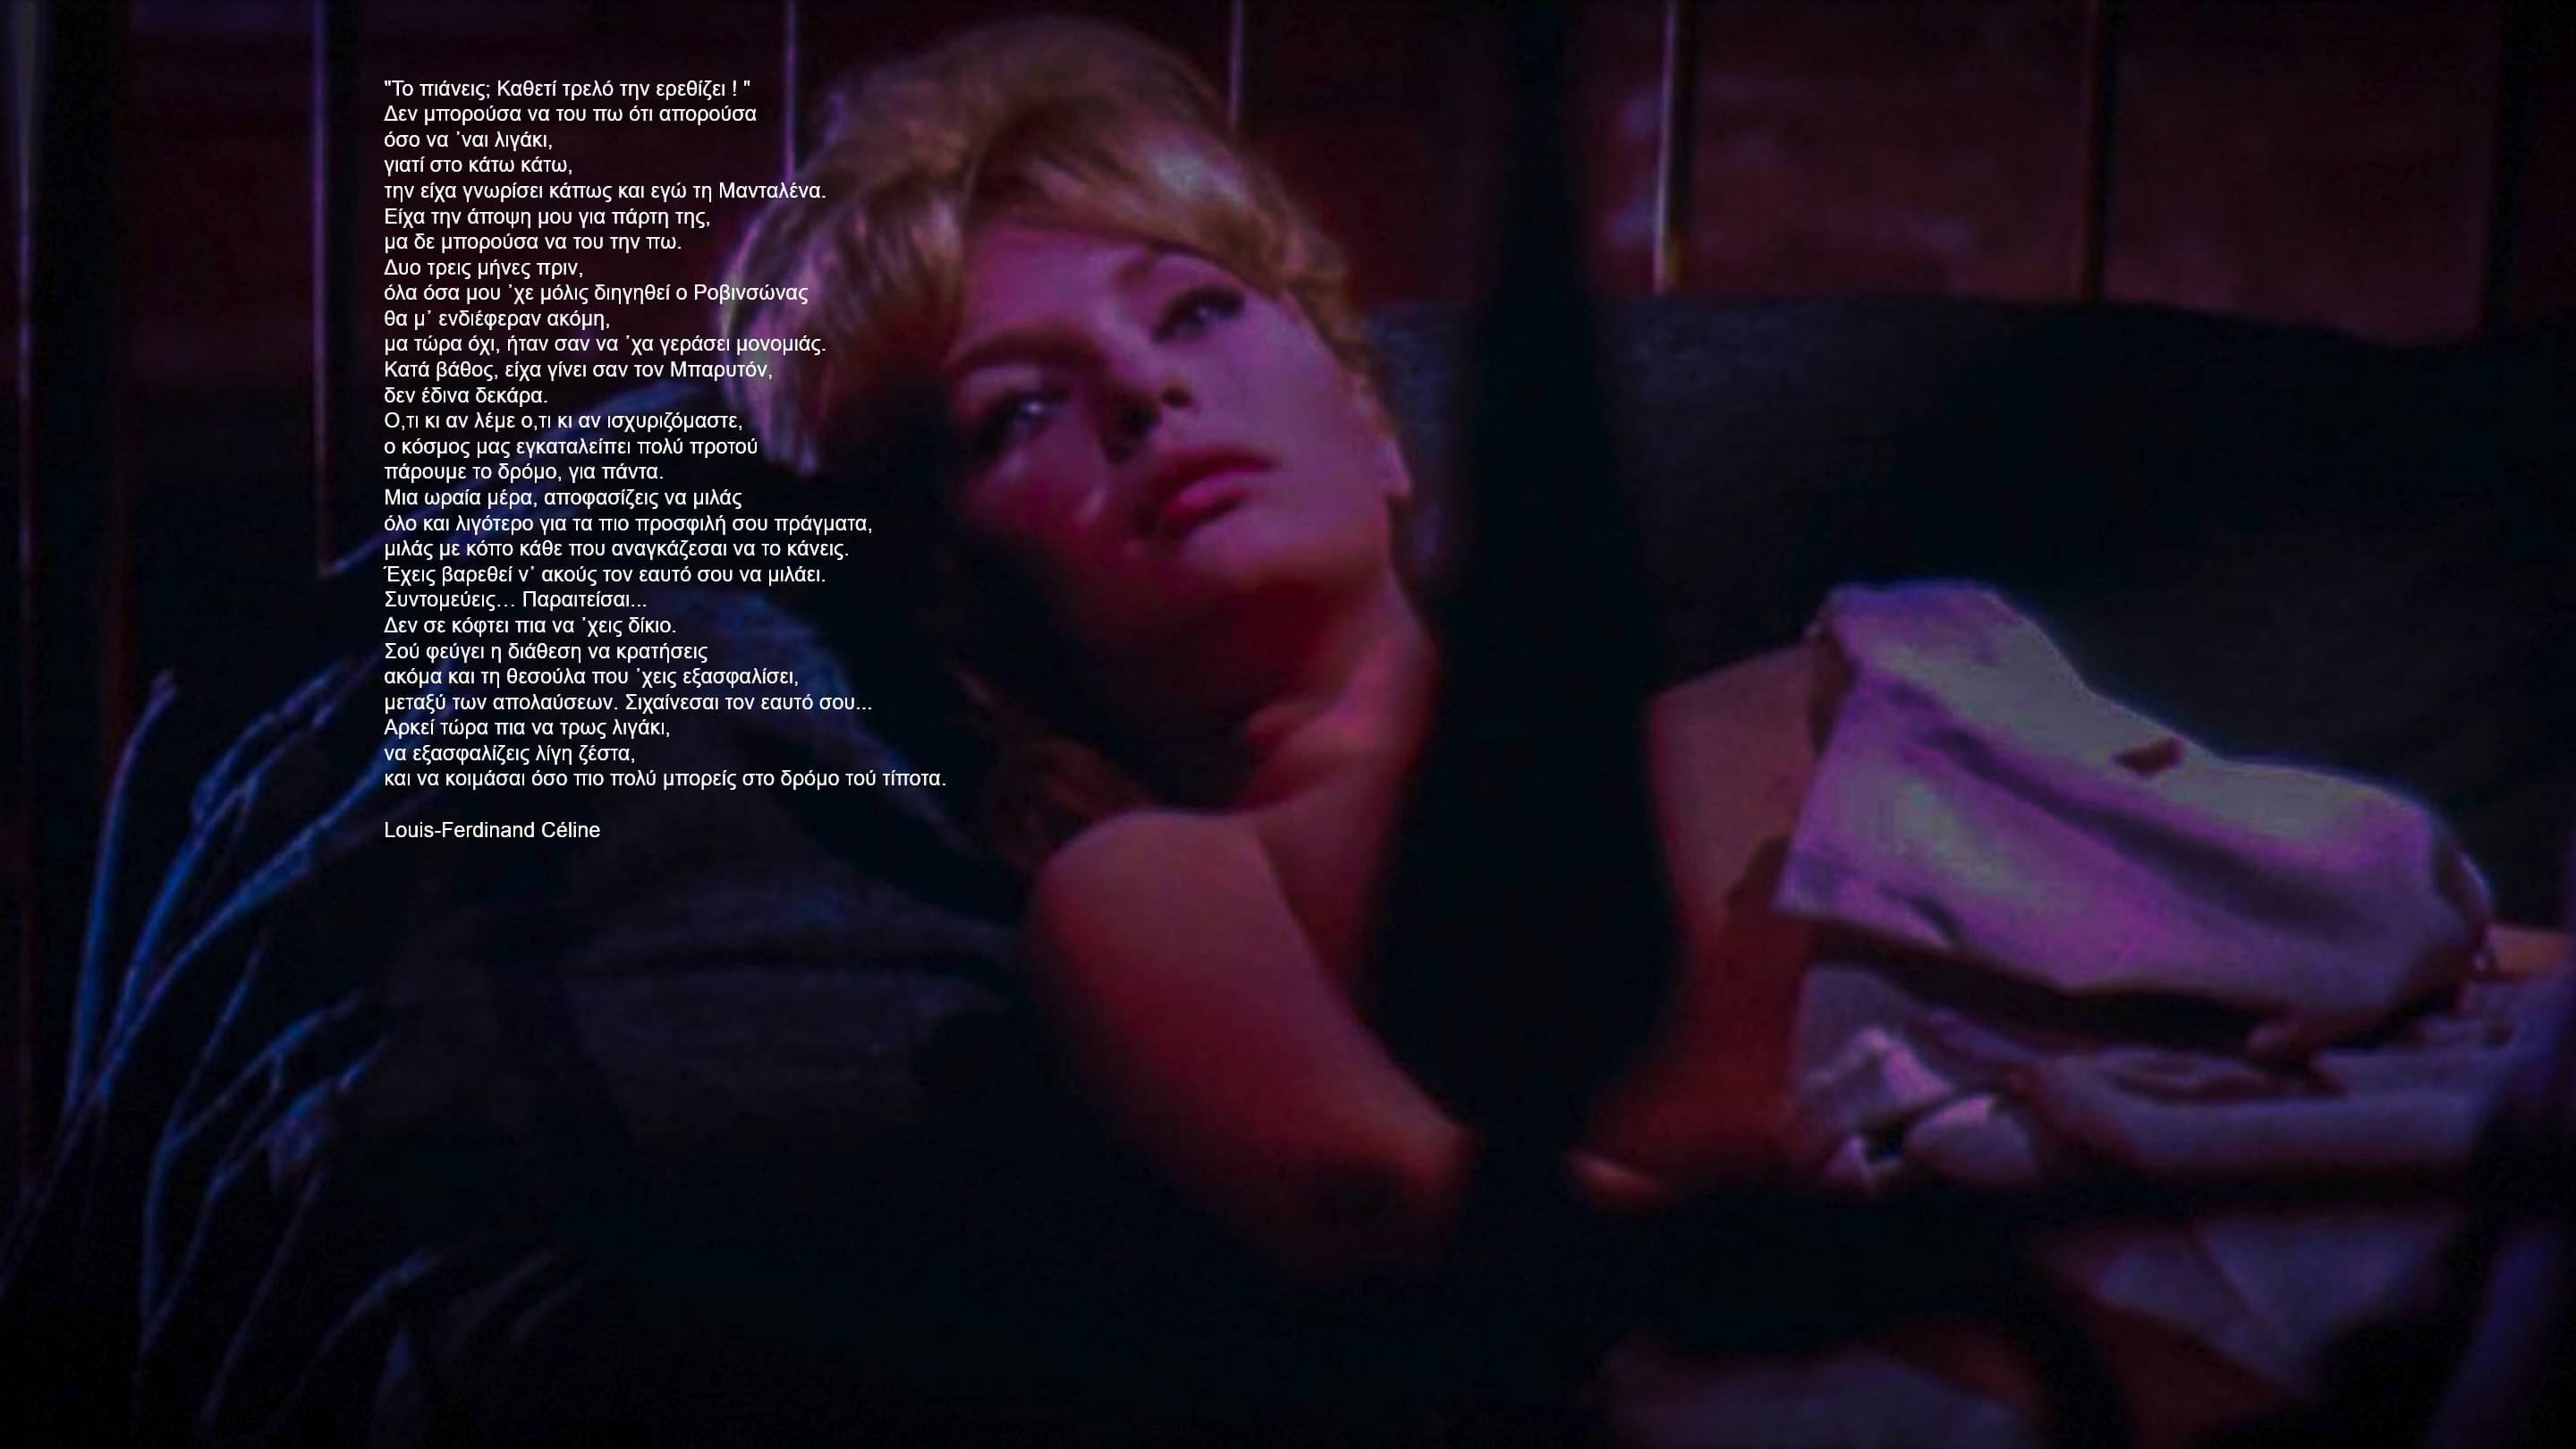 "Το πιάνεις; Καθετί τρελό την ερεθίζει ! "
Δεν μπορούσα να του πω ότι απορούσα
όσο να ᾽ναι λιγάκι,
γιατί στο κάτω κάτω,
την είχα γνωρίσει κάπως και εγώ τη Μανταλένα.
Είχα την άποψη μου για πάρτη της,
μα δε μπορούσα να του την πω.
Δυο τρεις μήνες πριν,
όλα όσα μου ᾽χε μόλις διηγηθεί ο Ροβινσώνας
θα μ᾽ ενδιέφεραν ακόμη,
μα τώρα όχι, ήταν σαν να ᾽χα γεράσει μονομιάς.
Κατά βάθος, είχα γίνει σαν τον Μπαρυτόν,
δεν έδινα δεκάρα.
Ο,τι κι αν λέμε ο,τι κι αν ισχυριζόμαστε,
ο κόσμος μας εγκαταλείπει πολύ προτού
πάρουμε το δρόμο, για πάντα.
Μια ωραία μέρα, αποφασίζεις να μιλάς
όλο και λιγότερο για τα πιο προσφιλή σου πράγματα,
μιλάς με κόπο κάθε που αναγκάζεσαι να το κάνεις.
Έχεις βαρεθεί ν᾽ ακούς τον εαυτό σου να μιλάει.
Συντομεύεις… Παραιτείσαι...
Δεν σε κόφτει πια να ᾽χεις δίκιο.
Σού φεύγει η διάθεση να κρατήσεις
ακόμα και τη θεσούλα που ᾽χεις εξασφαλίσει,
μεταξύ των απολαύσεων. Σιχαίνεσαι τον εαυτό σου...
Αρκεί τώρα πια να τρως λιγάκι,
να εξασφαλίζεις λίγη ζέστα,
και να κοιμάσαι όσο πιο πολύ μπορείς στο δρόμο τού τίποτα.
Louis-Ferdinand Céline